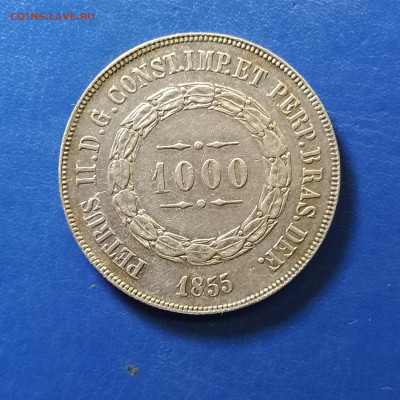 COINS.LAVE.RU
PETRUS II.D.G.CONST.IMP.ET PERP.BRAS.DEF.
1000
1855